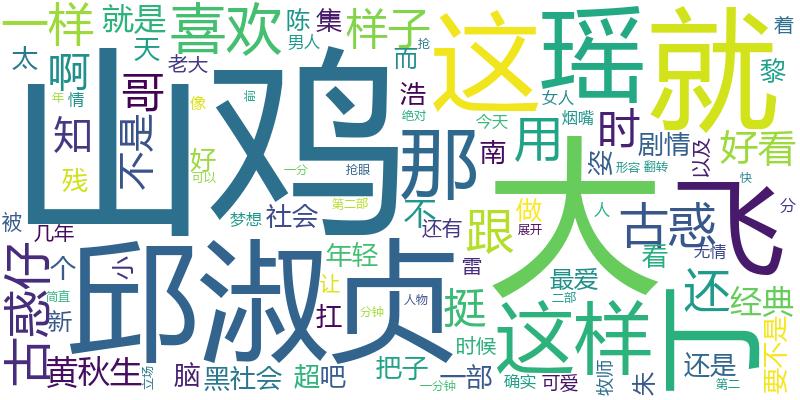 一样
就是
陈
集
喜欢
样子
而
抢
这
瑶
就
着
太
天
男人
啊
哥
老大
浩
女人
烟嘴
黎
年
情
像
山鸡
那
绝对
今天
用
时
剧情
以及
好看
知
不是
好
可以
一分
抢眼
南
大
姿
形容
翻转
快
残
梦想
社会
第二部
不
还有
做
展开
人
古惑
飞
分
被
几年
个
小
邱淑贞
年轻
跟
雷
最爱
看
无情
古惑仔
新
简直
让
分钟
人物
挺
这样
二部
还
经典
扛
时候
要不是
黄秋生
立场
脑
黑社会
超
吧
把子
一分钟
一部
确实
可爱
牧师
朱
还是
第二